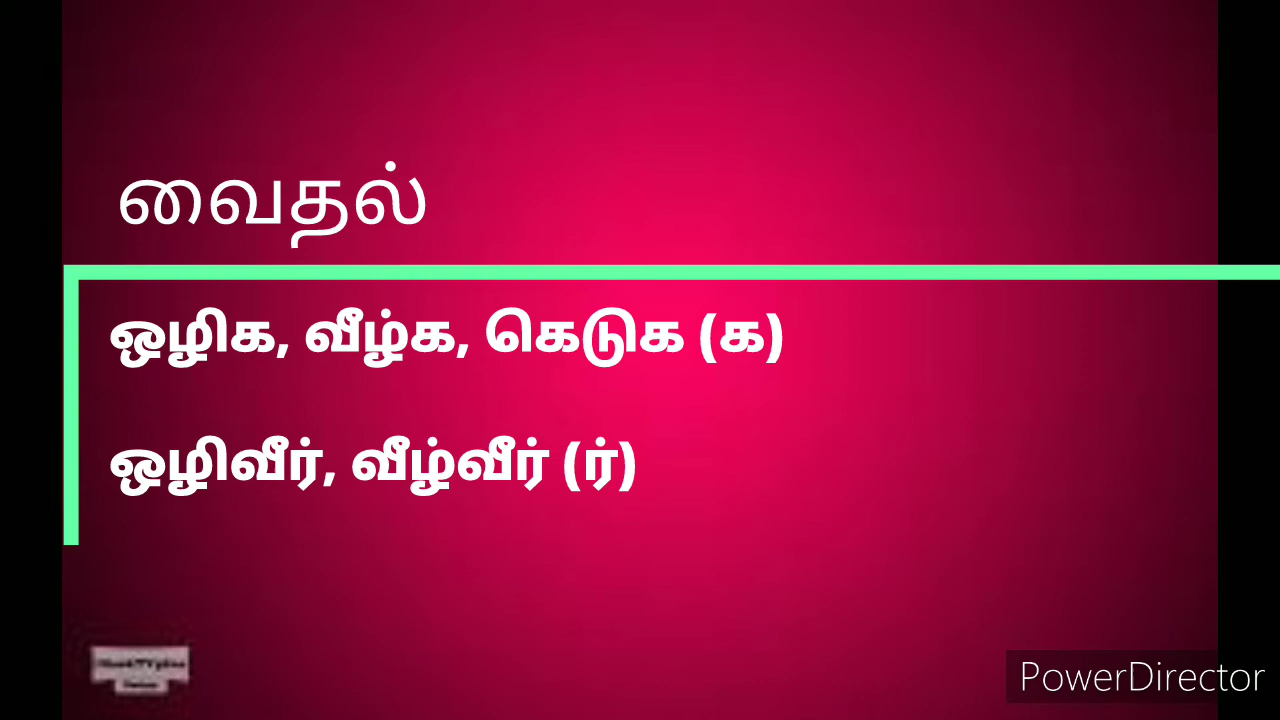 வைதல்
ஒழிக, வீழ்க, கெடுக (க)
ஒழிவீர், வீழ்வீர் (ர்)
PowerDirector